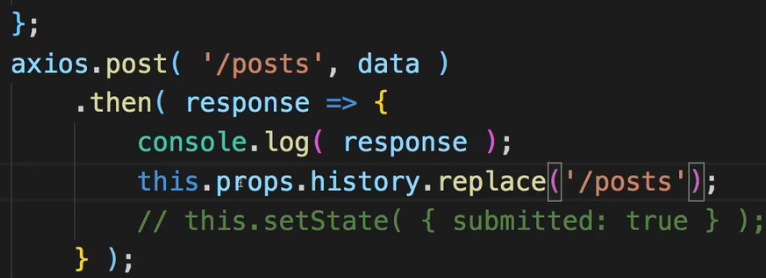 };
axios.post( '/posts', data )
.then( response => {
console.log( response );
this.props.history.replace('/posts');
// this.setState( { submitted: true } );
} );